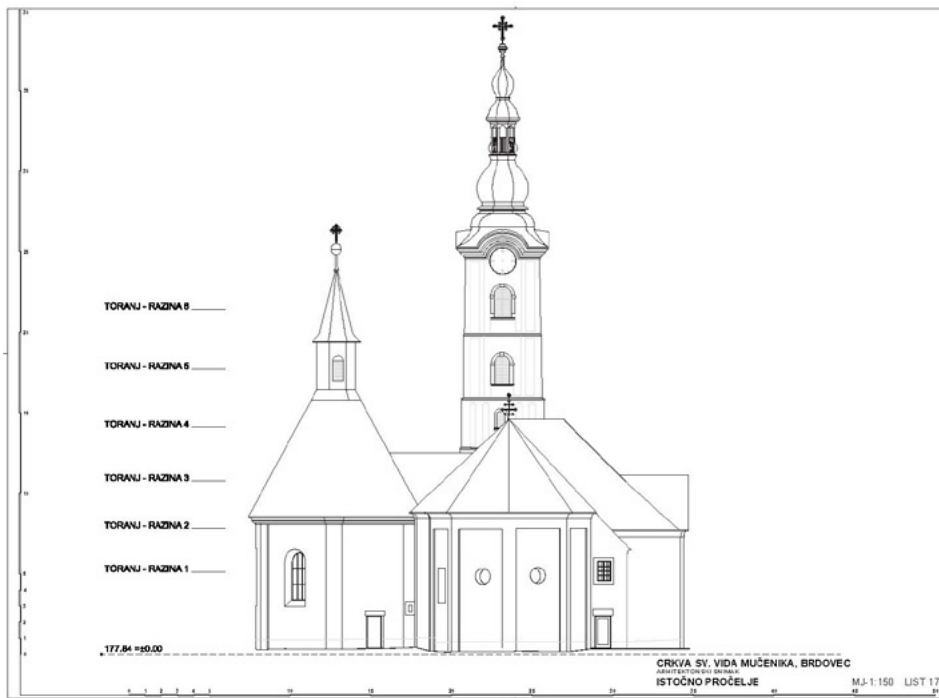 TORANJ - RAZINA 6
TORANJ - RAZINA 5
TORANJ - RAZINA 4
TORANJ - RAZINA 3
TORANJ - RAZINA 2
TORANJ - RAZINA 1
177.84 =±0.00
CRKVA SV. VIDA MUČENIKA, BRDOVEC
ARHITEKTONSKI SNIMAK
ISTOČNO PROČELJE MJ-1:150 LIST 17